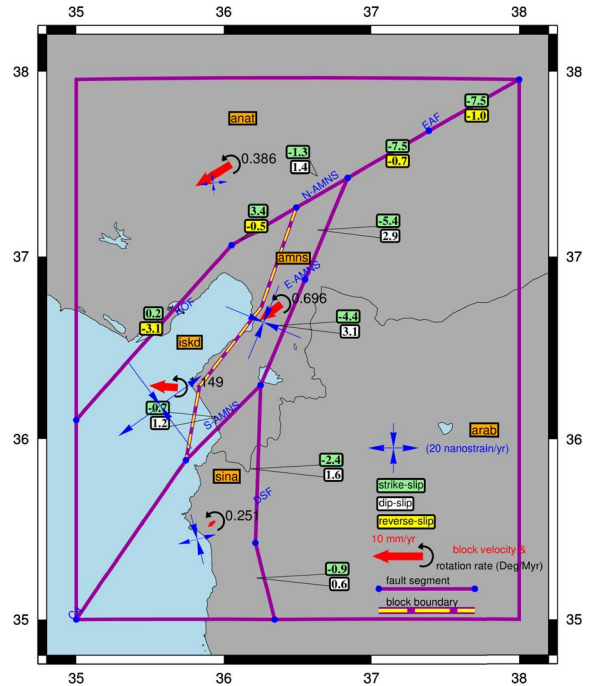 35 36 37 38
38 38
anat
-7.5
-1.0
EAF
-7.5
-0.7
-1.3
1.4
0.386
N-AMNS
3.4
-0.5
-5.4
2.9
37 37
amns
E-AMNS
0.696
0.2
-3.1
KOF
-4.4
3.1
iskd
149
-0.7
1.2
S-AMNS
36 36
arab
(20 nanostrain/yr)
-2.4
1.6
sina
strike-slip
DSF
dip-slip
0.251
reverse-slip
10 mm/yr
block velocity &
rotation rate (Deg/Myr)
-0.9
0.6
fault segment
block boundary
35 35
35 36 37 38